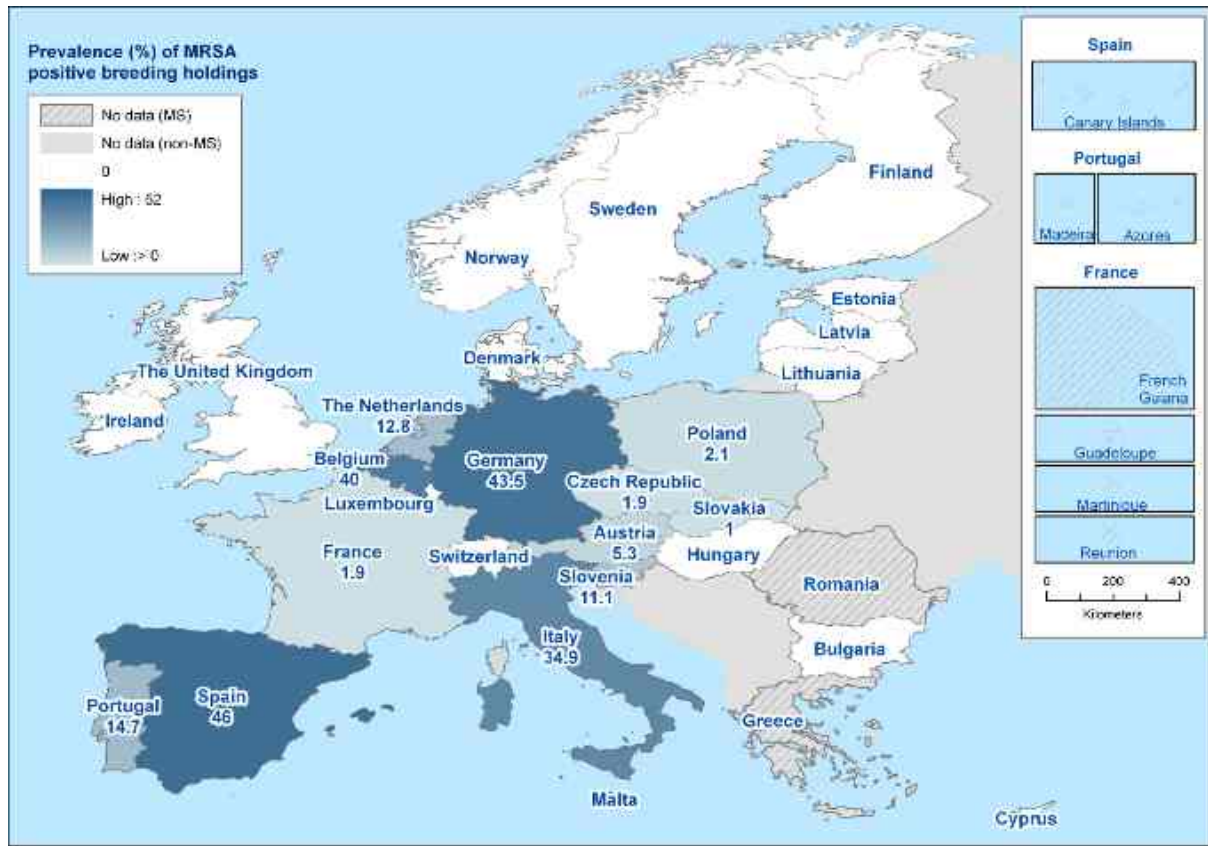 Prevalence (%) of MRSA
positive breeding holdings
No data (MS)
No data (non-MS)
0
High : 52
Low : > 0
Finland
Sweden
Norway
Estonia
Latvia
Lithuania
Denmark
The United Kingdom
Ireland
The Netherlands
12.8
Belgium
40
Luxembourg
Germany
43.5
Poland
2.1
Czech Republic
1.9
Slovakia
1
Austria
5.3
Hungary
Switzerland
France
1.9
Slovenia
11.1
Romania
Italy
34.9
Bulgaria
Greece
Portugal
14.7
Spain
46
Malta
Cyprus
Spain
Canary Islands
Portugal
Madeira
Azores
France
French
Guiana
Guadeloupe
Martinique
Reunion
0 200 400
Kilometers